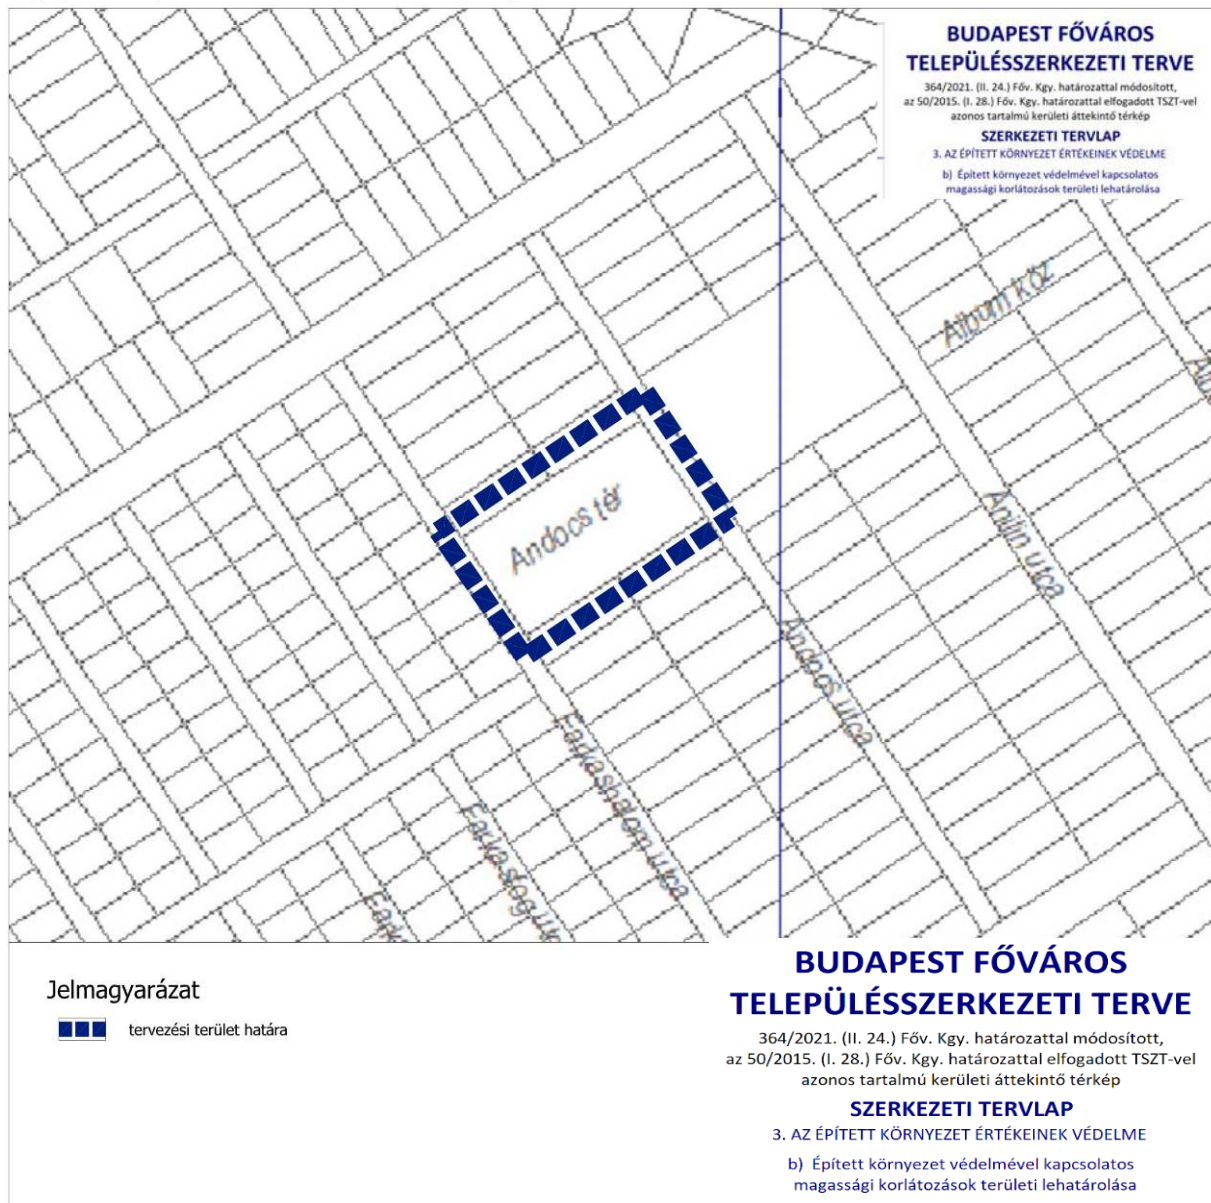 BUDAPEST FŐVÁROS
TELEPÜLÉSSZERKEZETI TERVE
364/2021. (II. 24.) Főv. Kgy. határozattal módosított,
az 50/2015. (I. 28.) Főv. Kgy. határozattal elfogadott TSZT-vel
azonos tartalmú kerületi áttekintő térkép
SZERKEZETI TERVLAP
3. AZ ÉPÍTETT KÖRNYEZET ÉRTÉKEINEK VÉDELME
b) Épített környezet védelmével kapcsolatos
magassági korlátozások területi lehatárolása
Album köz
Andocs tér
Anilin utca
Andocs utca
Farkashalom utca
Farkasfog utc
Fark
Jelmagyarázat
tervezési terület határa
BUDAPEST FŐVÁROS
TELEPÜLÉSSZERKEZETI TERVE
364/2021. (II. 24.) Főv. Kgy. határozattal módosított,
az 50/2015. (I. 28.) Főv. Kgy. határozattal elfogadott TSZT-vel
azonos tartalmú kerületi áttekintő térkép
SZERKEZETI TERVLAP
3. AZ ÉPÍTETT KÖRNYEZET ÉRTÉKEINEK VÉDELME
b) Épített környezet védelmével kapcsolatos
magassági korlátozások területi lehatárolása